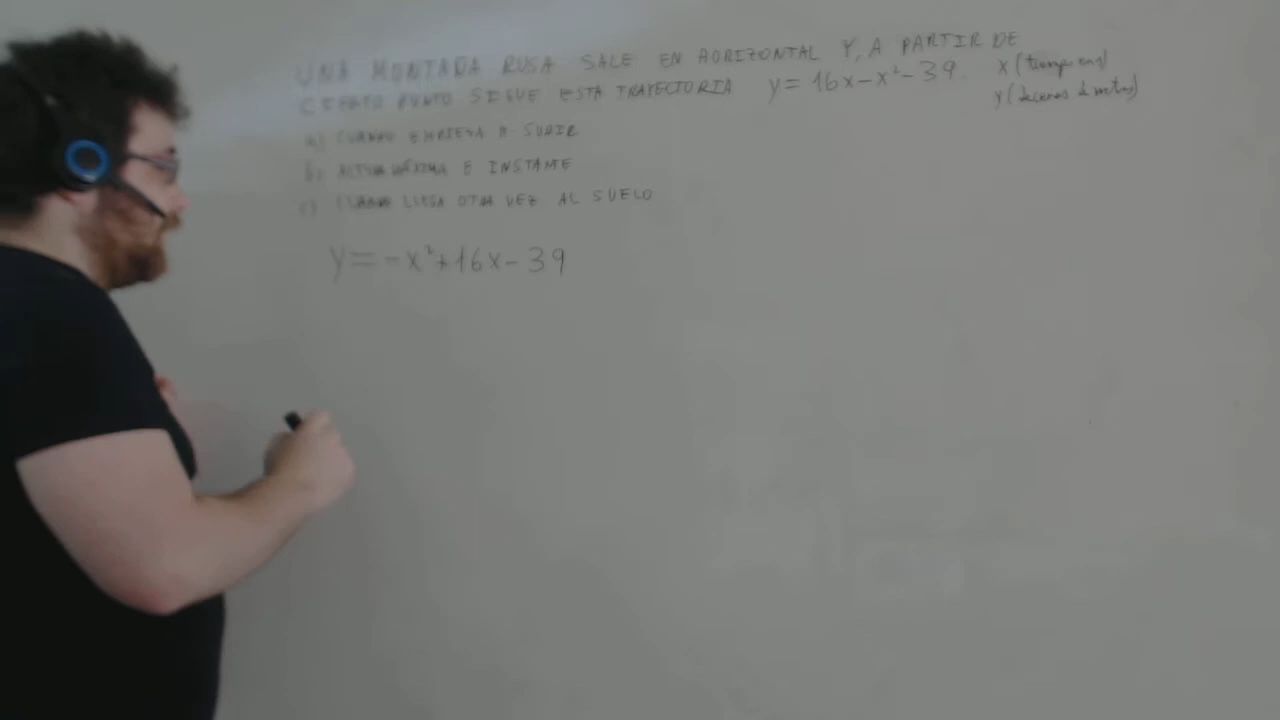 UNA MONTAÑA RUSA SALE EN HORIZONTAL Y, A PARTIR DE
CIERTO PUNTO SIGUE ESTA TRAYECTORIA y = 16x - x² - 39. x (tiempo en s)
y (decenas de metros)
a) CUANDO EMPIEZA A SUBIR
b) ALTURA MÁXIMA E INSTANTE
c) CUANDO LLEGA OTRA VEZ AL SUELO
y = -x² + 16x - 39